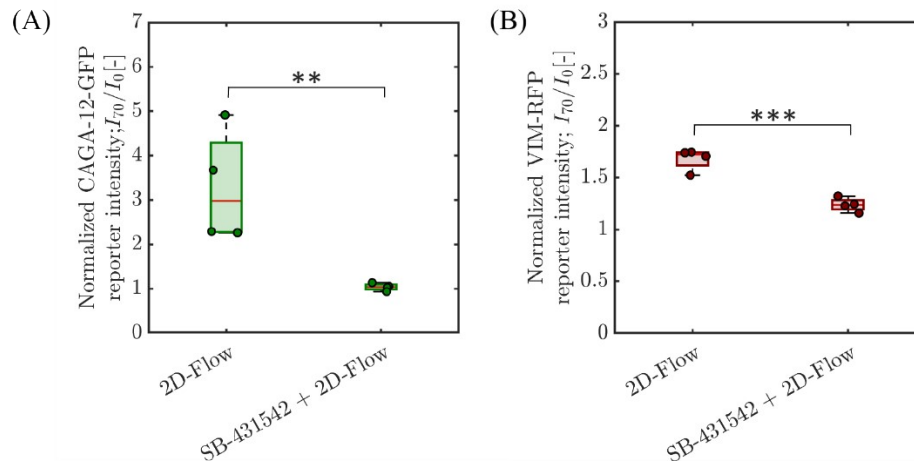 (A)
Normalized CAGA-12-GFP
reporter intensity;I70/I0[-]
7
6
5
4
3
2
1
0
**
2D-Flow
SB-431542 + 2D-Flow
(B)
Normalized VIM-RFP
reporter intensity; I70/I0[-]
3
2.5
2
1.5
1
0.5
0
***
2D-Flow
SB-431542 + 2D-Flow